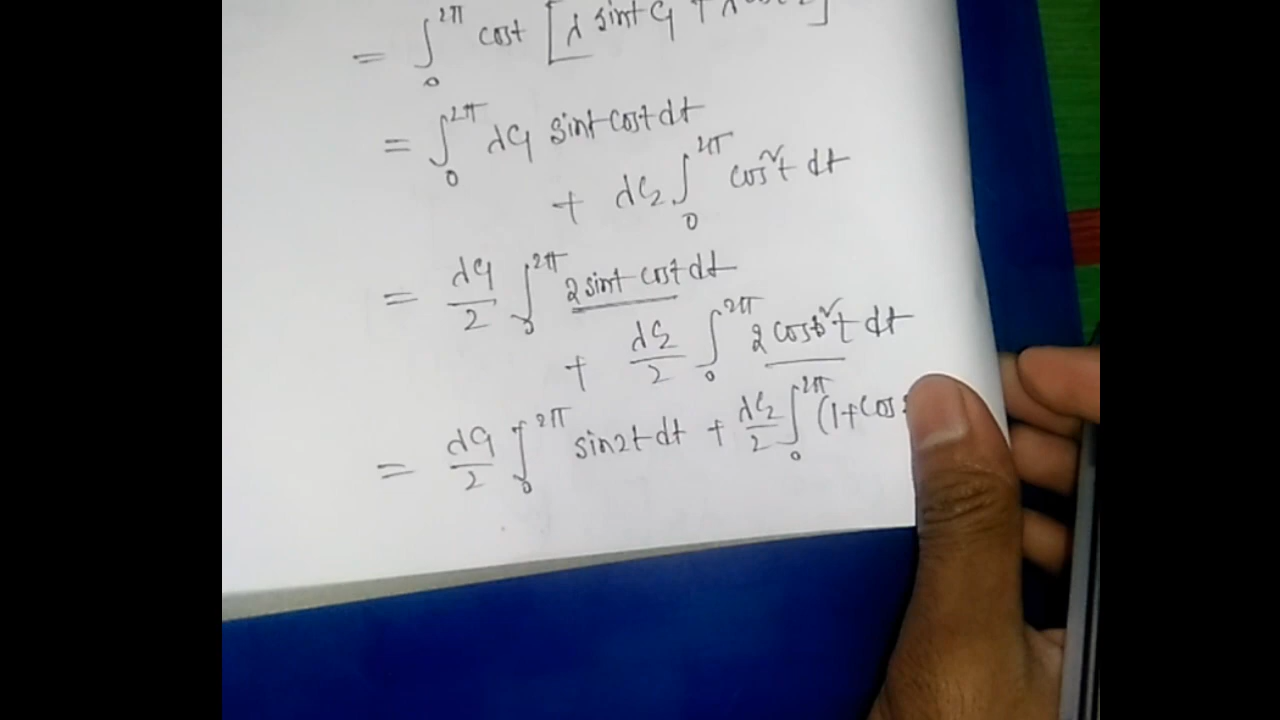 = ∫₀^{2π} cost [λ sint C₁ + λ
= ∫₀^{2π} λC₁ sint cost dt
+ λC₂ ∫₀^{2π} cos²t dt
= λC₁/2 ∫₀^{2π} 2 sint cost dt
+ λC₂/2 ∫₀^{2π} 2 cos²t dt
= λC₁/2 ∫₀^{2π} sin2t dt + λC₂/2 ∫₀^{2π} (1+cos